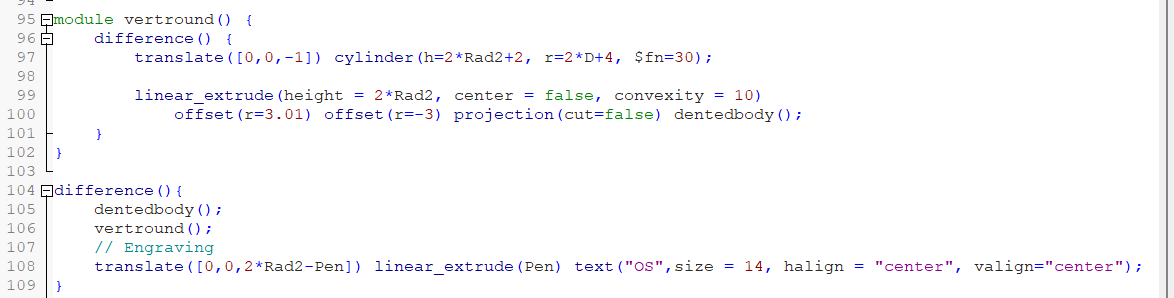 94
95 module vertround() {
96     difference() {
97         translate([0,0,-1]) cylinder(h=2*Rad2+2, r=2*D+4, $fn=30);
98
99         linear_extrude(height = 2*Rad2, center = false, convexity = 10)
100             offset(r=3.01) offset(r=-3) projection(cut=false) dentedbody();
101     }
102 }
103
104 difference(){
105     dentedbody();
106     vertround();
107     // Engraving
108     translate([0,0,2*Rad2-Pen]) linear_extrude(Pen) text("OS",size = 14, halign = "center", valign="center");
109 }